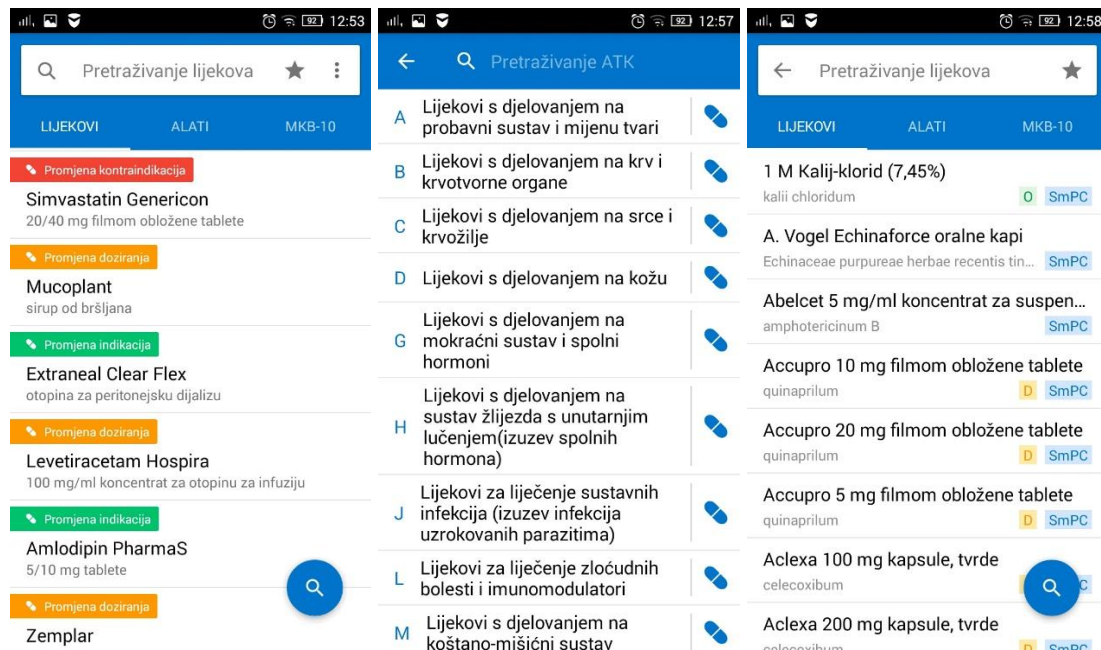 92 12:53
Pretraživanje lijekova
LIJEKOVI ALATI MKB-10
Promjena kontraindikacija
Simvastatin Genericon
20/40 mg filmom obložene tablete
Promjena doziranja
Mucoplant
sirup od bršljana
Promjena indikacija
Extraneal Clear Flex
otopina za peritonejsku dijalizu
Promjena doziranja
Levetiracetam Hospira
100 mg/ml koncentrat za otopinu za infuziju
Promjena indikacija
Amlodipin PharmaS
5/10 mg tablete
Promjena doziranja
Zemplar
92 12:57
Pretraživanje ATK
A Lijekovi s djelovanjem na
probavni sustav i mijenu tvari
B Lijekovi s djelovanjem na krv i
krvotvorne organe
C Lijekovi s djelovanjem na srce i
krvožilje
D Lijekovi s djelovanjem na kožu
G Lijekovi s djelovanjem na
mokraćni sustav i spolni
hormoni
H Lijekovi s djelovanjem na
sustav žlijezda s unutarnjim
lučenjem(izuzev spolnih
hormona)
J Lijekovi za liječenje sustavnih
infekcija (izuzev infekcija
uzrokovanih parazitima)
L Lijekovi za liječenje zloćudnih
bolesti i imunomodulatori
M Lijekovi s djelovanjem na
koštano-mišićni sustav
92 12:58
Pretraživanje lijekova
LIJEKOVI ALATI MKB-10
1 M Kalij-klorid (7,45%)
kalii chloridum O SmPC
A. Vogel Echinaforce oralne kapi
Echinaceae purpureae herbae recentis tin... SmPC
Abelcet 5 mg/ml koncentrat za suspen...
amphotericinum B SmPC
Accupro 10 mg filmom obložene tablete
quinaprilum D SmPC
Accupro 20 mg filmom obložene tablete
quinaprilum D SmPC
Accupro 5 mg filmom obložene tablete
quinaprilum D SmPC
Aclexa 100 mg kapsule, tvrde
celecoxibum
Aclexa 200 mg kapsule, tvrde
celecoxibum D SmPC